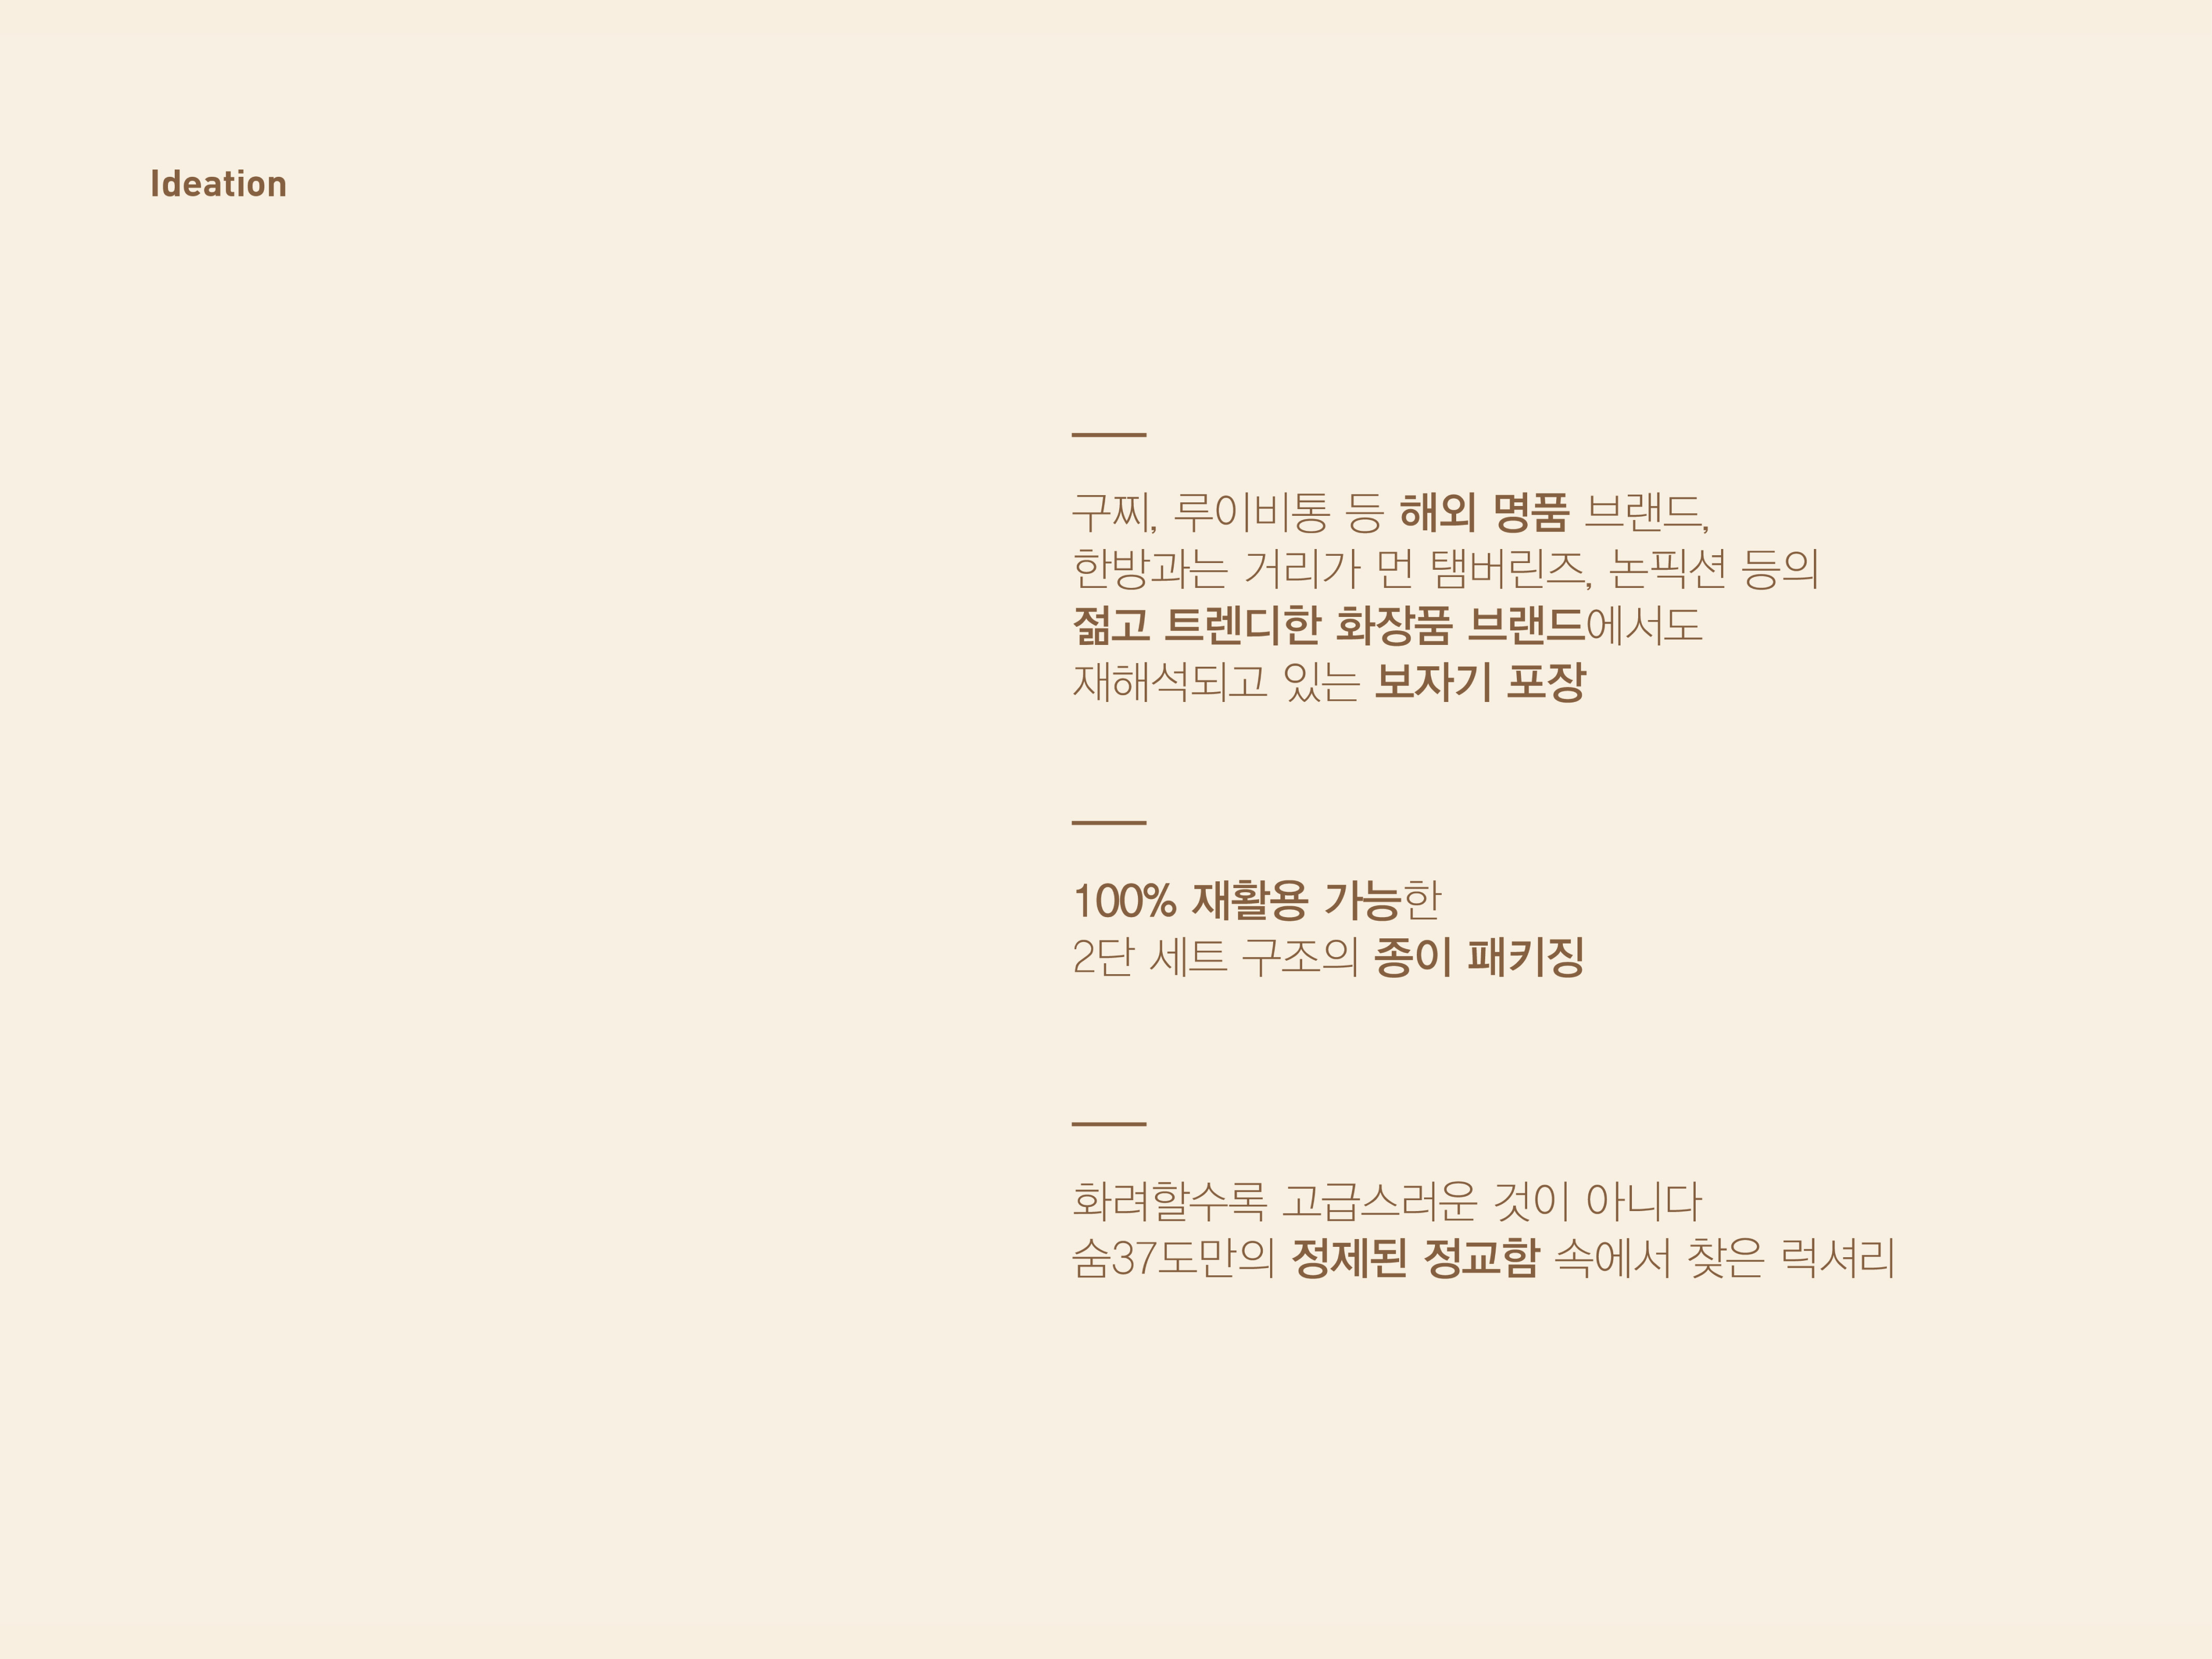 Ideation
구찌, 루이비통 등 해외 명품 브랜드,
한방과는 거리가 먼 탬버린즈, 논픽션 등의
젊고 트렌디한 화장품 브랜드에서도
재해석되고 있는 보자기 포장
100% 재활용 가능한
2단 세트 구조의 종이 패키징
화려할수록 고급스러운 것이 아니다
숨37도만의 정제된 정교함 속에서 찾은 럭셔리